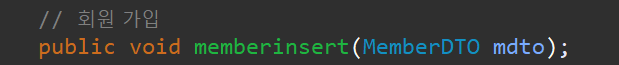 // 회원 가입
public void memberinsert(MemberDTO mdto);